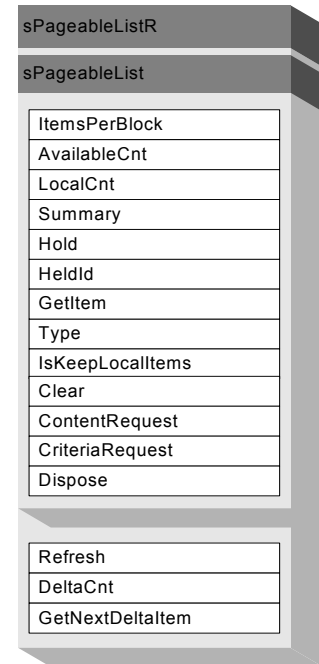 sPageableListR
sPageableList
ItemsPerBlock
AvailableCnt
LocalCnt
Summary
Hold
HeldId
GetItem
Type
IsKeepLocalItems
Clear
ContentRequest
CriteriaRequest
Dispose
Refresh
DeltaCnt
GetNextDeltaItem